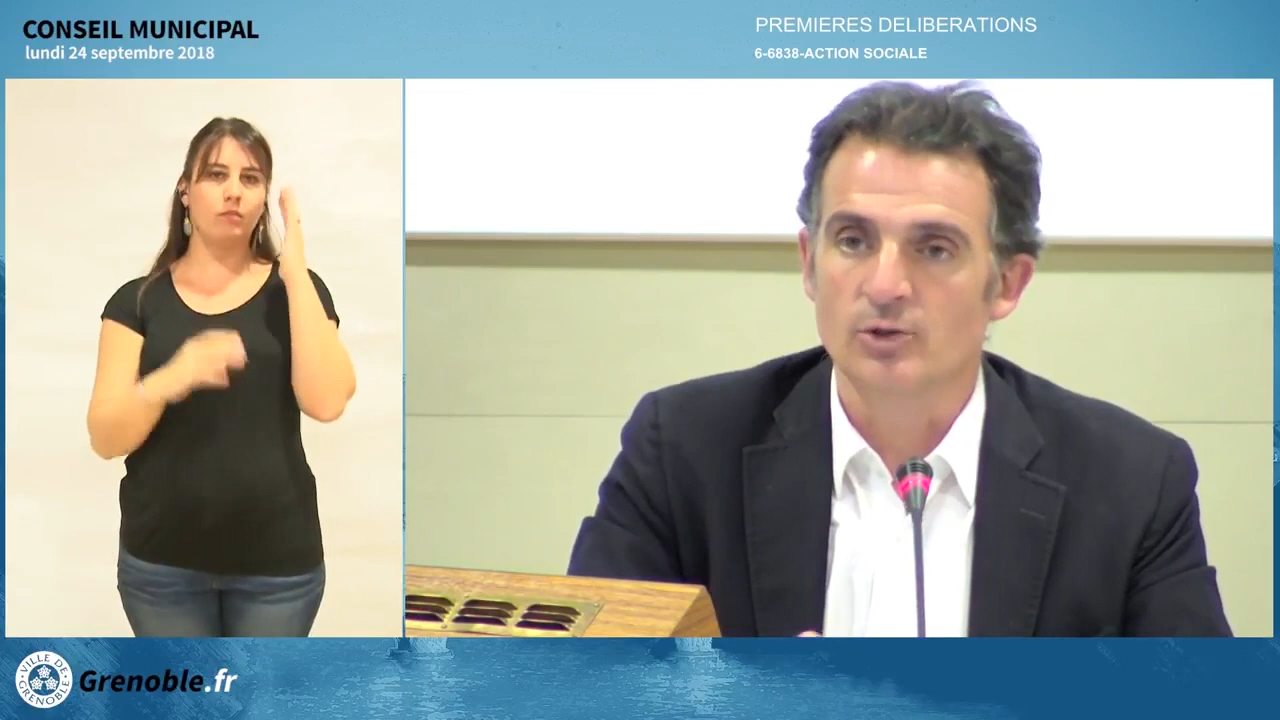 CONSEIL MUNICIPAL
lundi 24 septembre 2018
PREMIERES DELIBERATIONS
6-6838-ACTION SOCIALE
VILLE DE
GRENOBLE
Grenoble.fr